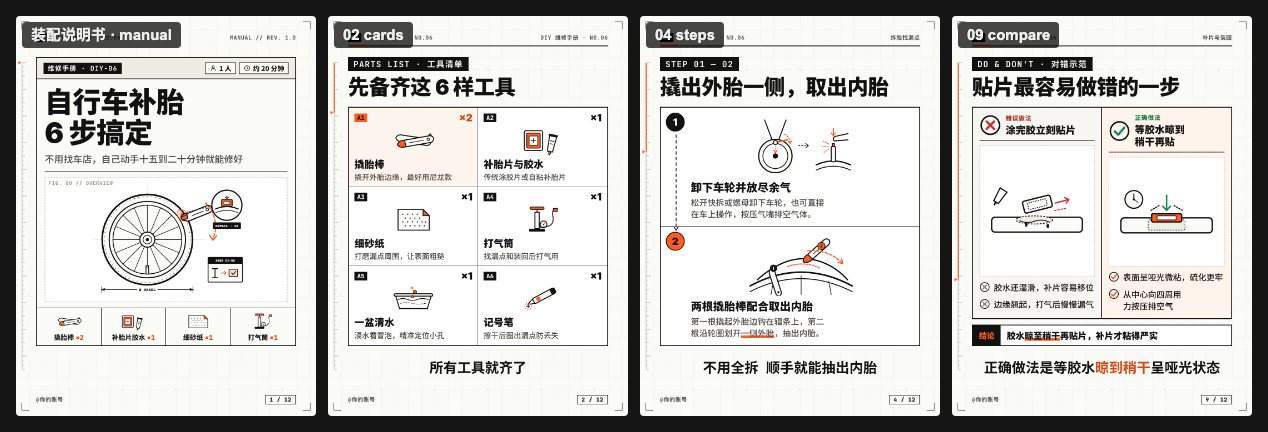 装配说明书 · manual
MANUAL // REV. 1.0
维修手册 · DIY-06
1 人
约 20 分钟
自行车补胎
6 步搞定
不用找车店，自己动手十五到二十分钟就能修好
FIG. 00 // OVERVIEW
撬胎棒 ×2
补胎片胶水 ×1
细砂纸 ×1
打气筒 ×1
@你的账号
1 / 12
02 cards
NO.06
DIY 维修手册 · NO.06
PARTS LIST · 工具清单
先备齐这 6 样工具
A1
×2
撬胎棒
撬开外胎边缘，最好用尼龙款
A2
×1
补胎片与胶水
传统涂胶片或自粘补胎片
A3
×1
细砂纸
打磨漏点周围，让表面粗糙
A4
×1
打气筒
找漏点和装回后打气用
A5
×1
一盆清水
浸水看冒泡，精准定位小孔
A6
×1
记号笔
擦干后圈出漏点防丢失
所有工具就齐了
@你的账号
2 / 12
04 steps
NO.06
拆胎找漏点
STEP 01 — 02
撬出外胎一侧，取出内胎
1
卸下车轮并放尽余气
松开快拆或螺母卸下车轮，也可直接
在车上操作，按压气嘴排空气体。
2
两根撬胎棒配合取出内胎
第一根撬起外胎边钩在辐条上，第二
根沿轮圈划开一侧外胎，抽出内胎。
不用全拆 顺手就能抽出内胎
@你的账号
4 / 12
09 compare
NO.06
补片与装回
DO & DON'T · 对错示范
贴片最容易做错的一步
错误做法
涂完胶立刻贴片
胶水还湿滑，补片容易移位
边缘翘起，打气后慢慢漏气
正确做法
等胶水晾到
稍干再贴
表面呈哑光微粘，硫化更牢
从中心向四周用
力按压排空气
结论
胶水晾至稍干再贴片，补片才粘得严实
正确做法是等胶水晾到稍干呈哑光状态
@你的账号
9 / 12